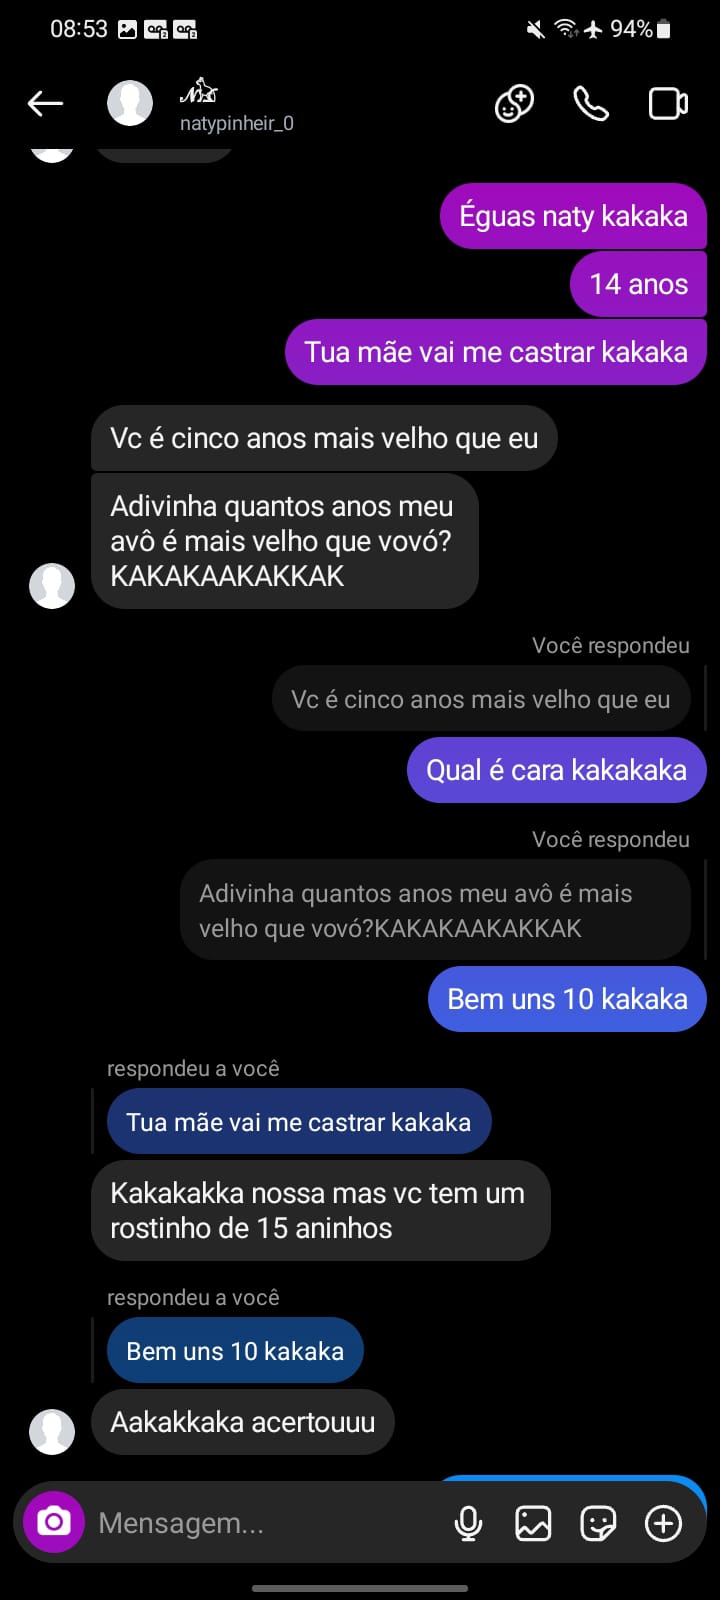 08:53
94%
natypinheir_0
Éguas naty kakaka
14 anos
Tua mãe vai me castrar kakaka
Vc é cinco anos mais velho que eu
Adivinha quantos anos meu
avô é mais velho que vovó?
KAKAKAAKAKKAK
Você respondeu
Vc é cinco anos mais velho que eu
Qual é cara kakakaka
Você respondeu
Adivinha quantos anos meu avô é mais
velho que vovó?KAKAKAAKAKKAK
Bem uns 10 kakaka
respondeu a você
Tua mãe vai me castrar kakaka
Kakakakka nossa mas vc tem um
rostinho de 15 aninhos
respondeu a você
Bem uns 10 kakaka
Aakakkaka acertouuu
Mensagem...